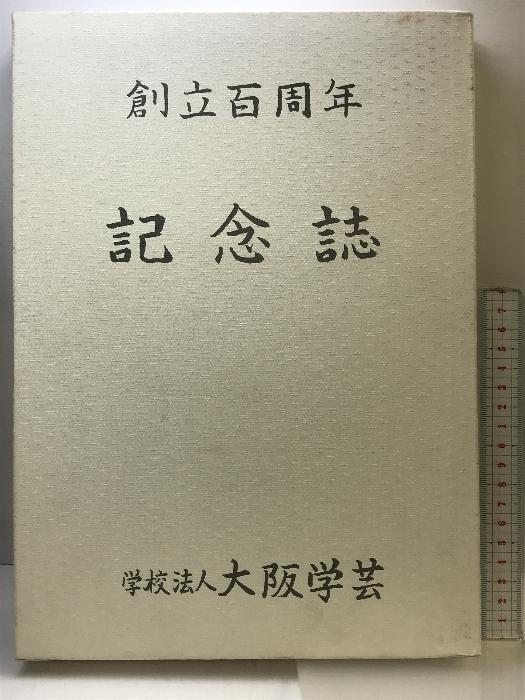 創立百周年
記念誌
学校法人大阪学芸